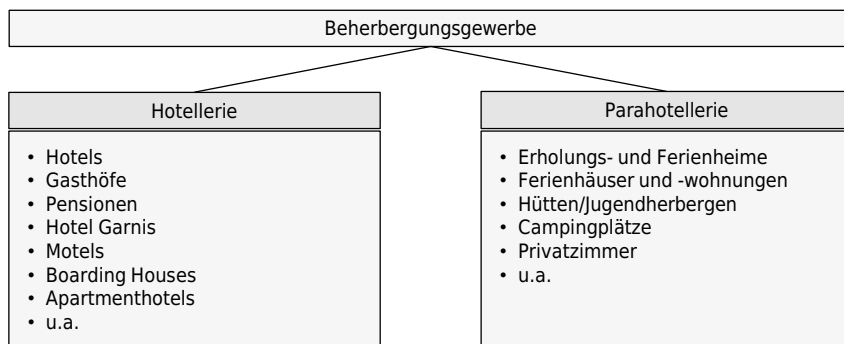 Beherbergungsgewerbe
Hotellerie
• Hotels
• Gasthöfe
• Pensionen
• Hotel Garnis
• Motels
• Boarding Houses
• Apartmenthotels
• u.a.
Parahotellerie
• Erholungs- und Ferienheime
• Ferienhäuser und -wohnungen
• Hütten/Jugendherbergen
• Campingplätze
• Privatzimmer
• u.a.